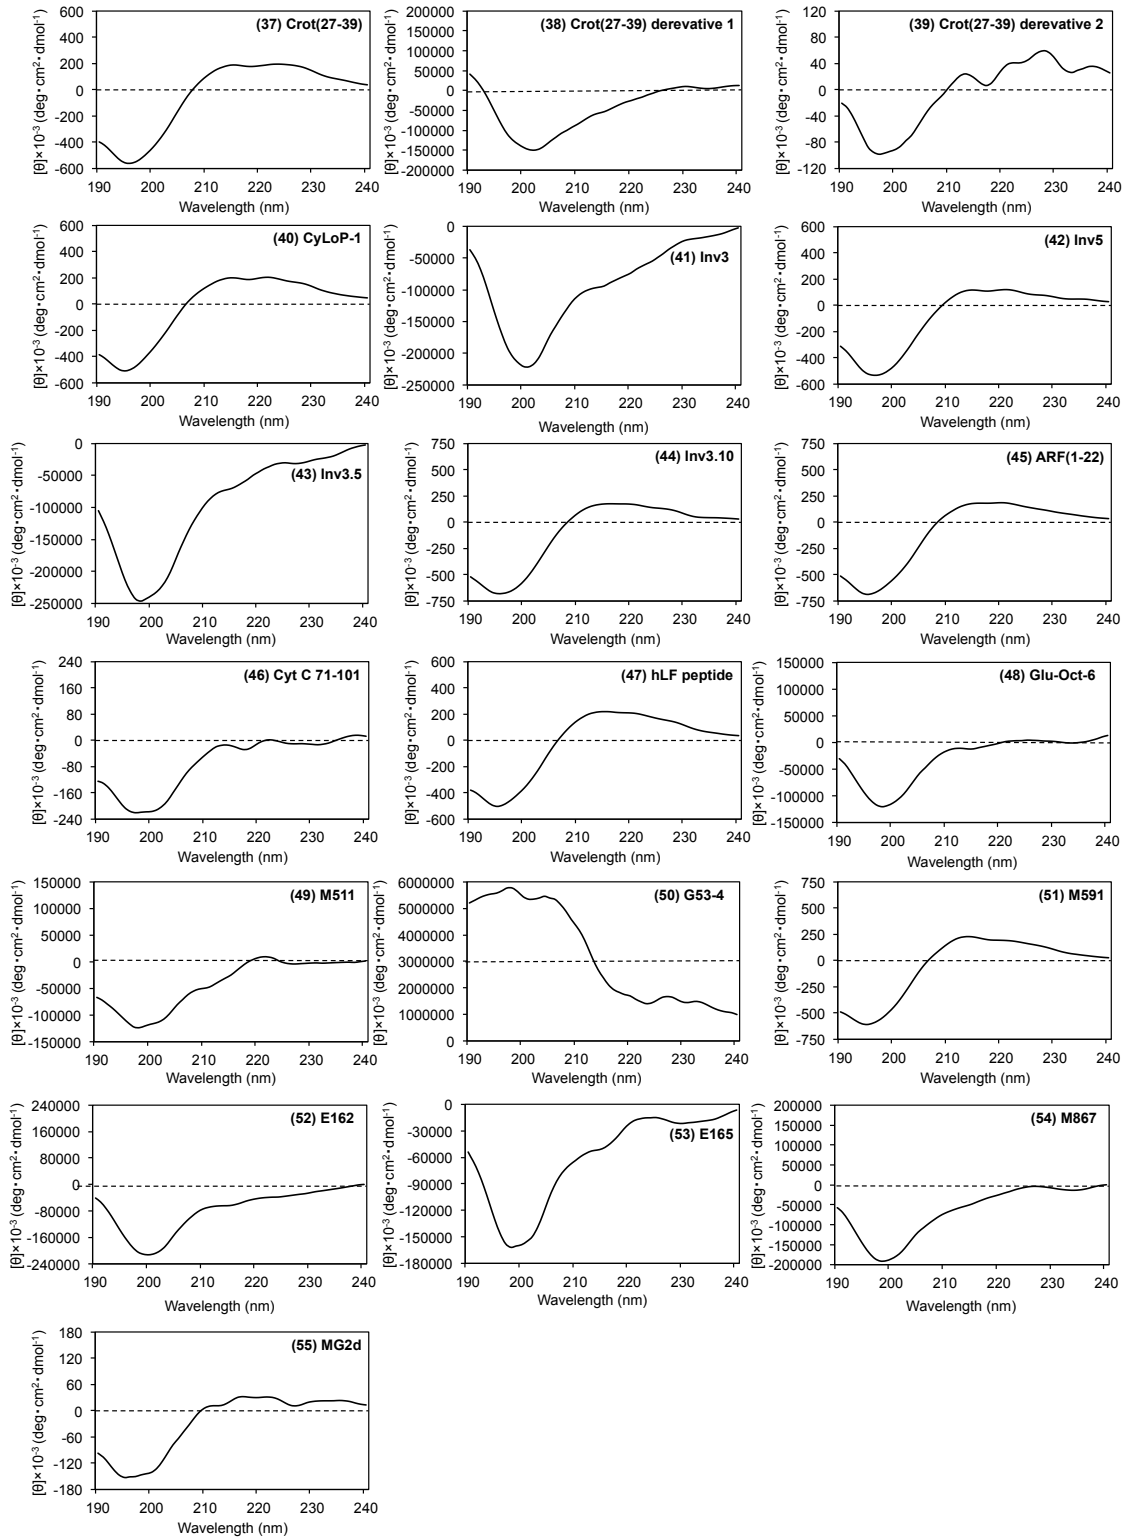 (37) Crot(27-39)
[θ]×10⁻³ (deg・cm²・dmol⁻¹)
600
400
200
0
-200
-400
-600
190 200 210 220 230 240
Wavelength (nm)
(38) Crot(27-39) derevative 1
[θ]×10⁻³ (deg・cm²・dmol⁻¹)
200000
150000
100000
50000
0
50000
100000
150000
200000
190 200 210 220 230 240
Wavelength (nm)
(39) Crot(27-39) derevative 2
[θ]×10⁻³ (deg・cm²・dmol⁻¹)
120
80
40
0
-40
-80
-120
190 200 210 220 230 240
Wavelength (nm)
(40) CyLoP-1
[θ]×10⁻³ (deg・cm²・dmol⁻¹)
600
400
200
0
-200
-400
-600
190 200 210 220 230 240
Wavelength (nm)
(41) Inv3
[θ]×10⁻³ (deg・cm²・dmol⁻¹)
0
-50000
-100000
-150000
-200000
-250000
190 200 210 220 230 240
Wavelength (nm)
(42) Inv5
[θ]×10⁻³ (deg・cm²・dmol⁻¹)
600
400
200
0
-200
-400
-600
190 200 210 220 230 240
Wavelength (nm)
(43) Inv3.5
[θ]×10⁻³ (deg・cm²・dmol⁻¹)
0
-50000
-100000
-150000
-200000
-250000
190 200 210 220 230 240
Wavelength (nm)
(44) Inv3.10
[θ]×10⁻³ (deg・cm²・dmol⁻¹)
750
500
250
0
-250
-500
-750
190 200 210 220 230 240
Wavelength (nm)
(45) ARF(1-22)
[θ]×10⁻³ (deg・cm²・dmol⁻¹)
750
500
250
0
-250
-500
-750
190 200 210 220 230 240
Wavelength (nm)
(46) Cyt C 71-101
[θ]×10⁻³ (deg・cm²・dmol⁻¹)
240
160
80
0
-80
-160
-240
190 200 210 220 230 240
Wavelength (nm)
(47) hLF peptide
[θ]×10⁻³ (deg・cm²・dmol⁻¹)
600
400
200
0
-200
-400
-600
190 200 210 220 230 240
Wavelength (nm)
(48) Glu-Oct-6
[θ]×10⁻³ (deg・cm²・dmol⁻¹)
150000
100000
50000
0
-50000
-100000
-150000
190 200 210 220 230 240
Wavelength (nm)
(49) M511
[θ]×10⁻³ (deg・cm²・dmol⁻¹)
150000
100000
50000
0
-50000
-100000
-150000
190 200 210 220 230 240
Wavelength (nm)
(50) G53-4
[θ]×10⁻³ (deg・cm²・dmol⁻¹)
6000000
5000000
4000000
3000000
2000000
1000000
0
190 200 210 220 230 240
Wavelength (nm)
(51) M591
[θ]×10⁻³ (deg・cm²・dmol⁻¹)
750
500
250
0
-250
-500
-750
190 200 210 220 230 240
Wavelength (nm)
(52) E162
[θ]×10⁻³ (deg・cm²・dmol⁻¹)
240000
160000
80000
0
-80000
-160000
-240000
190 200 210 220 230 240
Wavelength (nm)
(53) E165
[θ]×10⁻³ (deg・cm²・dmol⁻¹)
0
-30000
-60000
-90000
-120000
-150000
-180000
190 200 210 220 230 240
Wavelength (nm)
(54) M867
[θ]×10⁻³ (deg・cm²・dmol⁻¹)
200000
150000
100000
50000
0
-50000
-100000
-150000
-200000
190 200 210 220 230 240
Wavelength (nm)
(55) MG2d
[θ]×10⁻³ (deg・cm²・dmol⁻¹)
180
120
60
0
-60
-120
-180
190 200 210 220 230 240
Wavelength (nm)